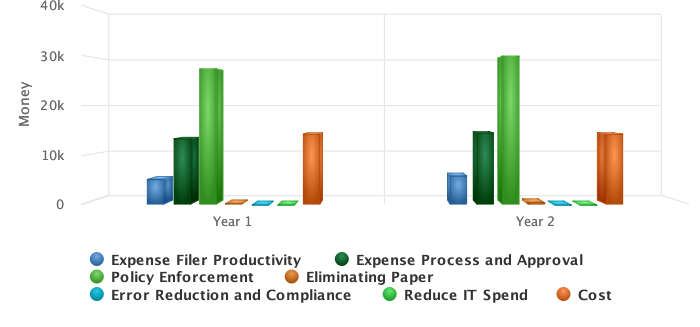 40k
30k
20k
10k
0
Money
Year 1 Year 2
Expense Filer Productivity Expense Process and Approval
Policy Enforcement Eliminating Paper
Error Reduction and Compliance Reduce IT Spend Cost